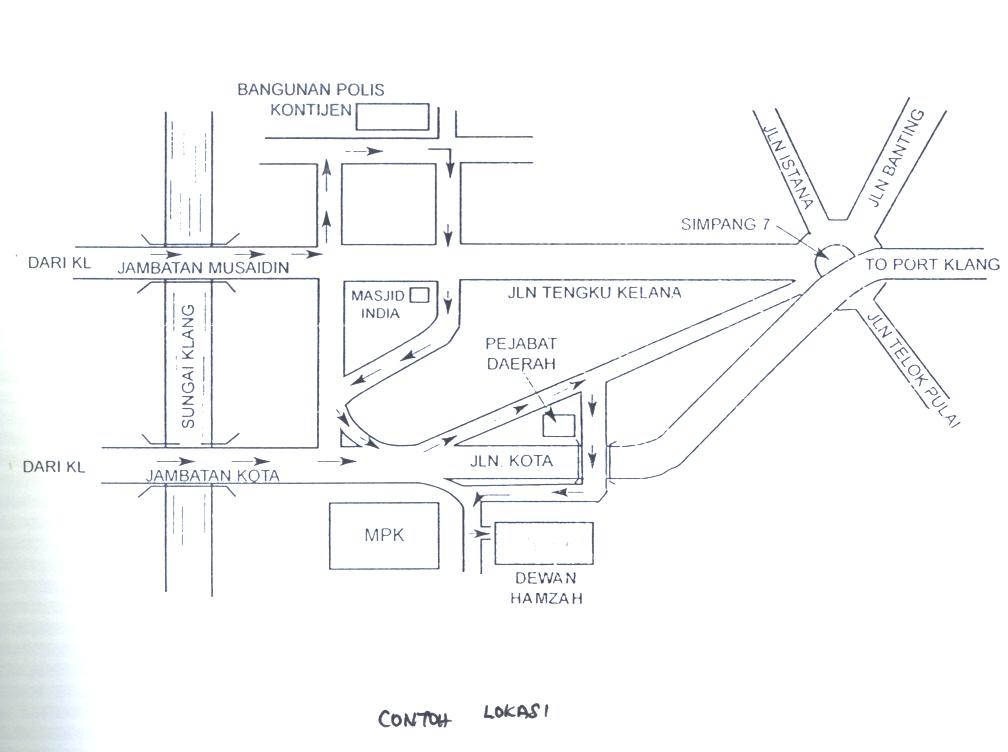 BANGUNAN POLIS
KONTIJEN
JLN ISTANA
JLN BANTING
SIMPANG 7
DARI KL
JAMBATAN MUSAIDIN
TO PORT KLANG
MASJID
INDIA
JLN TENGKU KELANA
SUNGAI KLANG
PEJABAT
DAERAH
JLN TELOK PULAI
DARI KL
JAMBATAN KOTA
JLN. KOTA
MPK
DEWAN
HAMZAH
CONTOH LOKASI